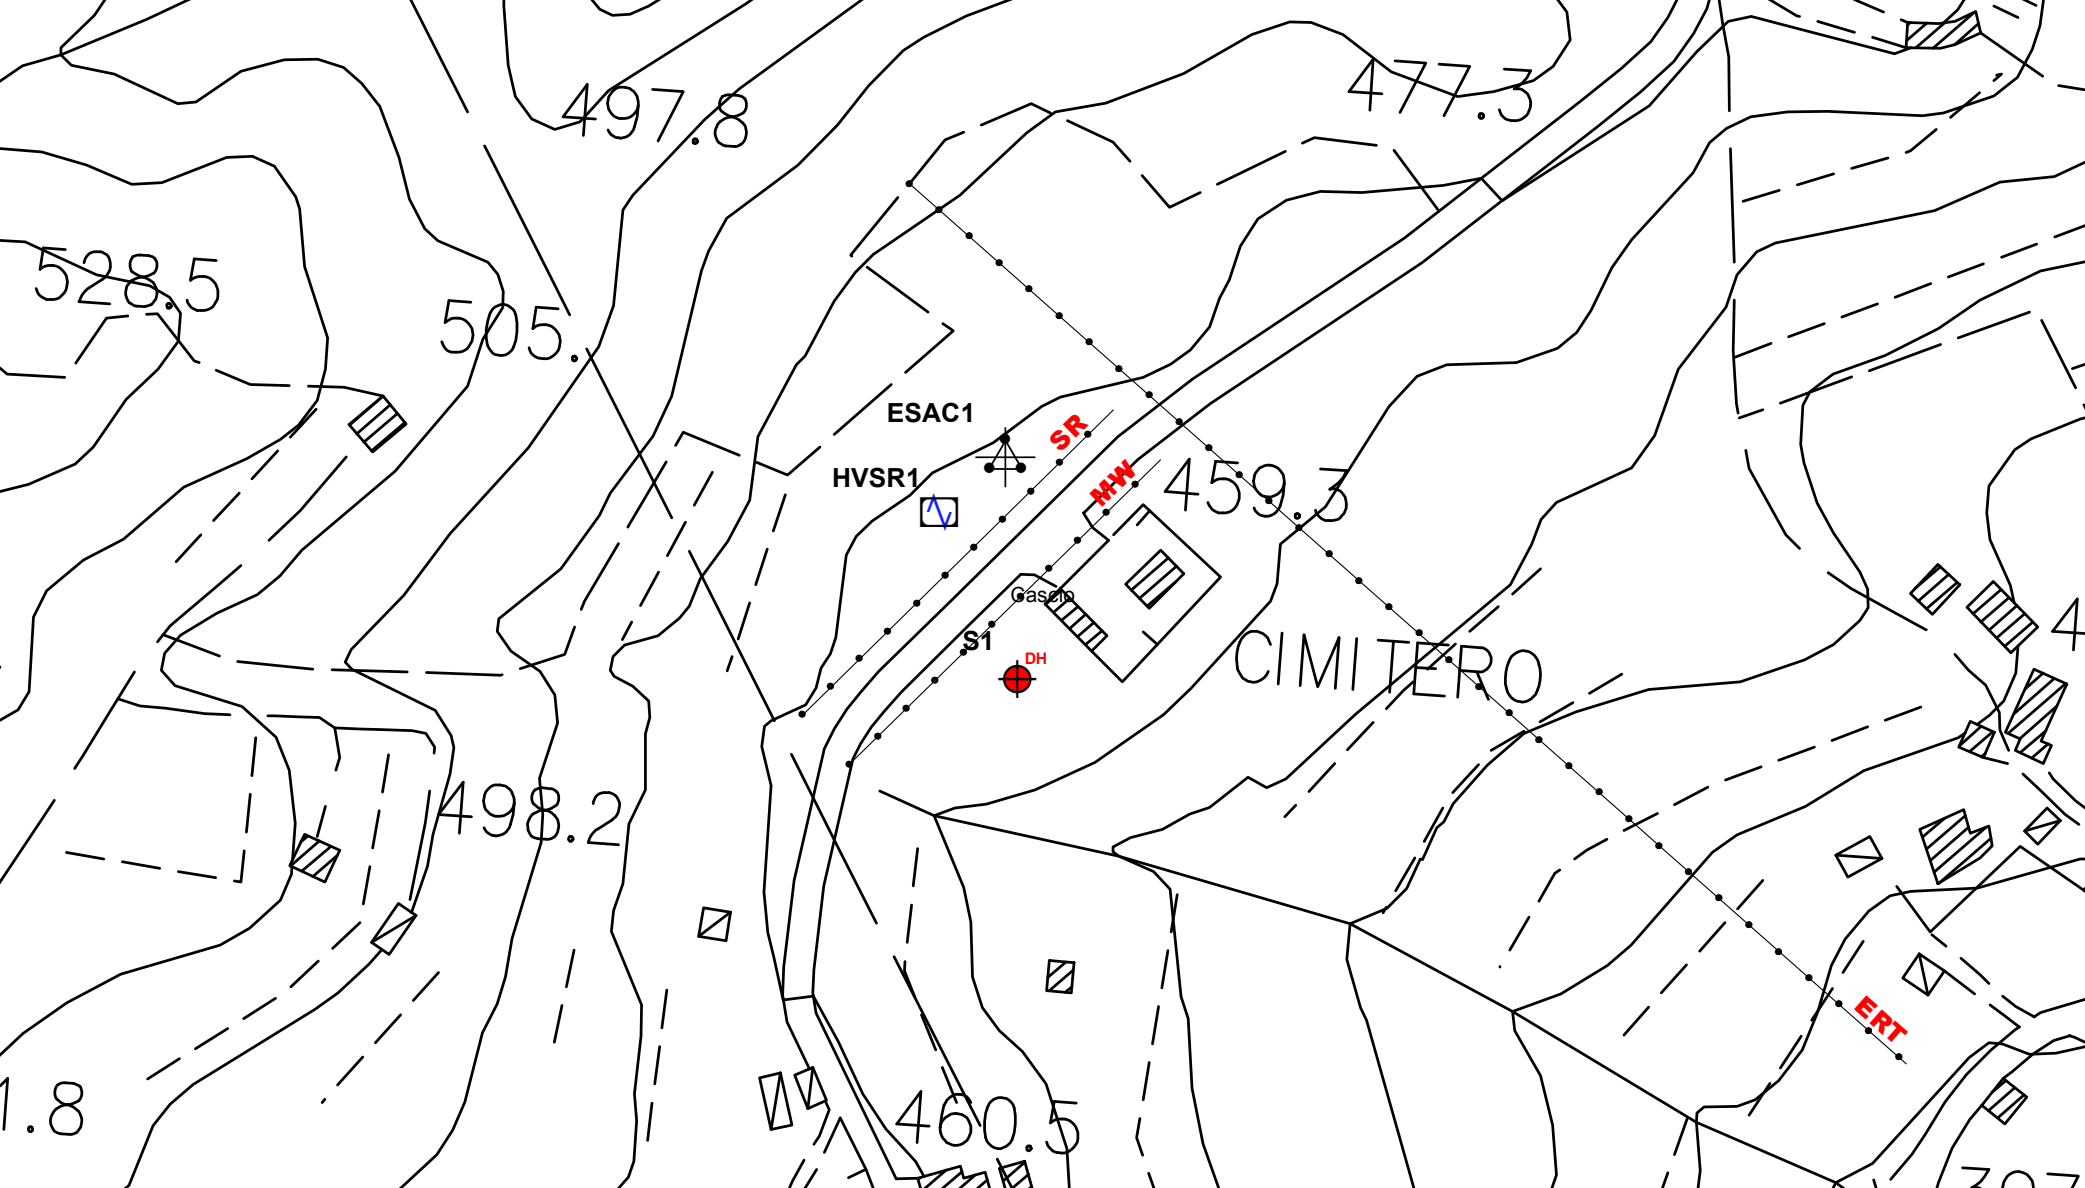 477.3
497.8
528.5
505.
ESAC1
SR
HVSR1
MW
459.3
Cascio
S1
DH
CIMITERO
498.2
ERT
1.8
460.5
4